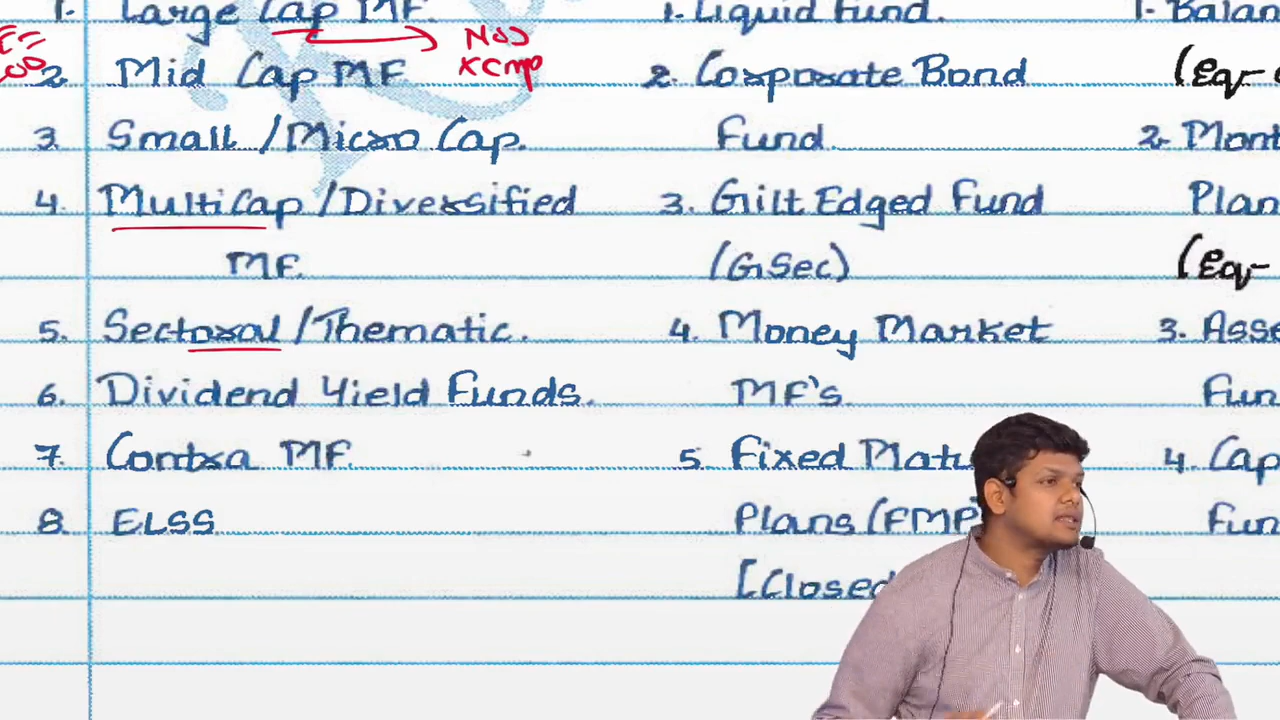 1. Large Cap MF.
2. Mid Cap MF
3. Small /Micro Cap.
4. Multicap /Diversified
MF.
5. Sectoral /Thematic.
6. Dividend Yield Funds.
7. Contra MF.
8. ELSS
1. Liquid Fund.
2. Corporate Bond
Fund.
3. Gilt Edged Fund
(GSec)
4. Money Market
MF's
5. Fixed Matu
Plans (FMP)
[Closed
1. Balan
(Eq-
2. Mont
Plan
(Eq-
3. Asse
Fun
4. Cap
Fun